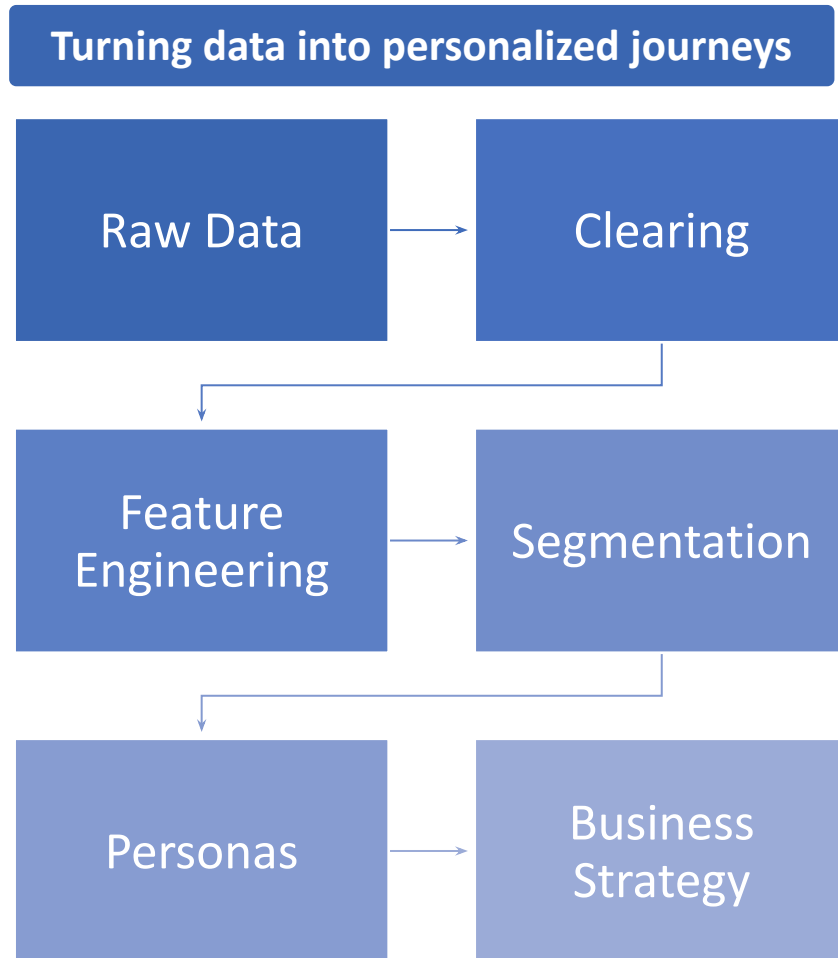 Turning data into personalized journeys
Raw Data
Clearing
Feature
Engineering
Segmentation
Personas
Business
Strategy